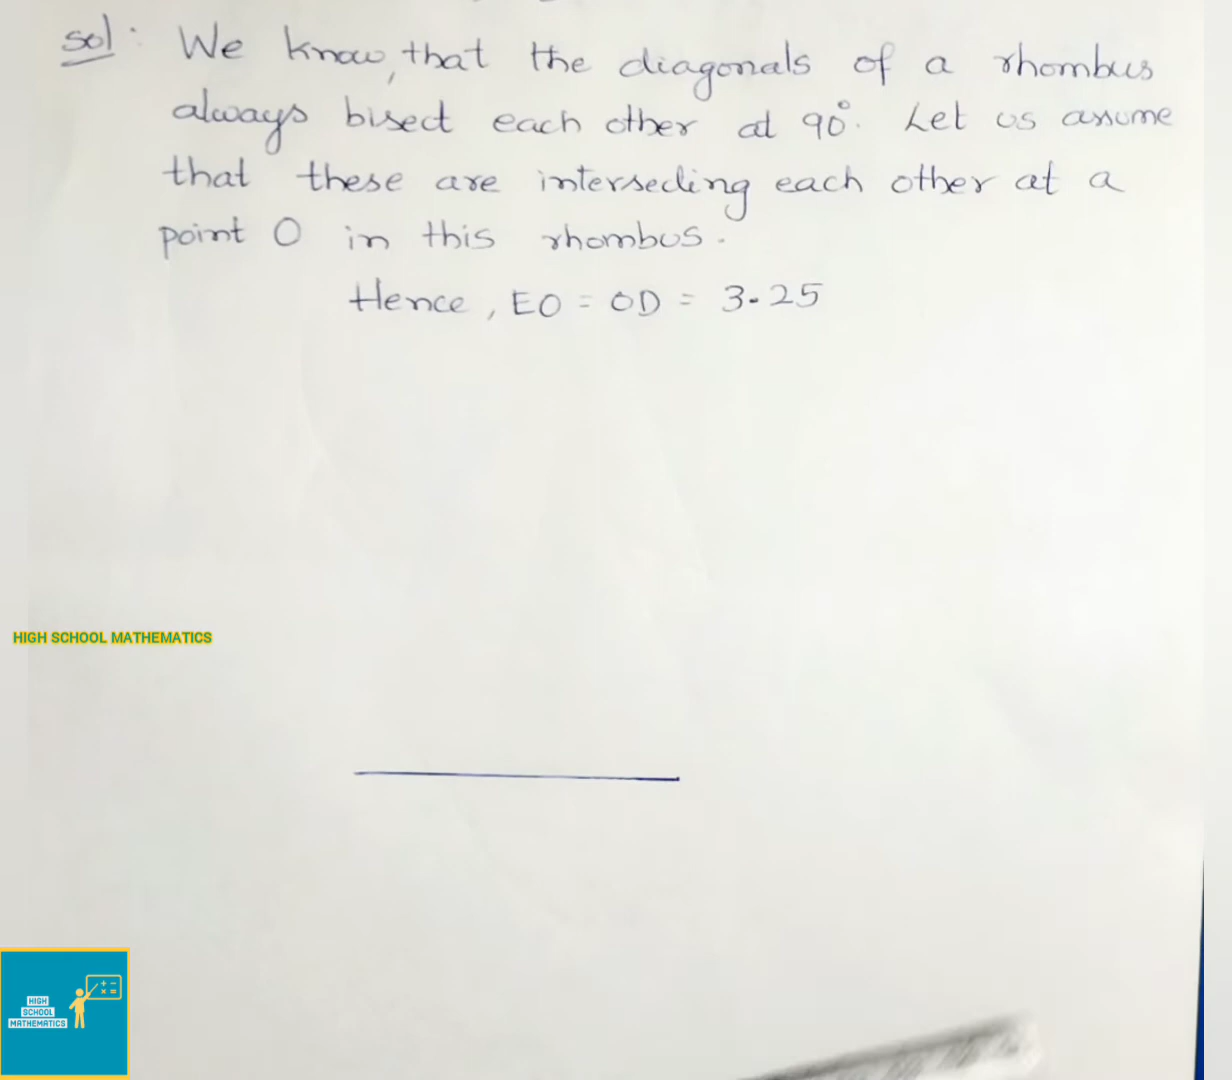 sol: We know, that the diagonals of a rhombus
always bisect each other at 90°. Let us assume
that these are intersecting each other at a
point O in this rhombus.
Hence, EO = OD = 3.25
HIGH SCHOOL MATHEMATICS
HIGH
SCHOOL
MATHEMATICS